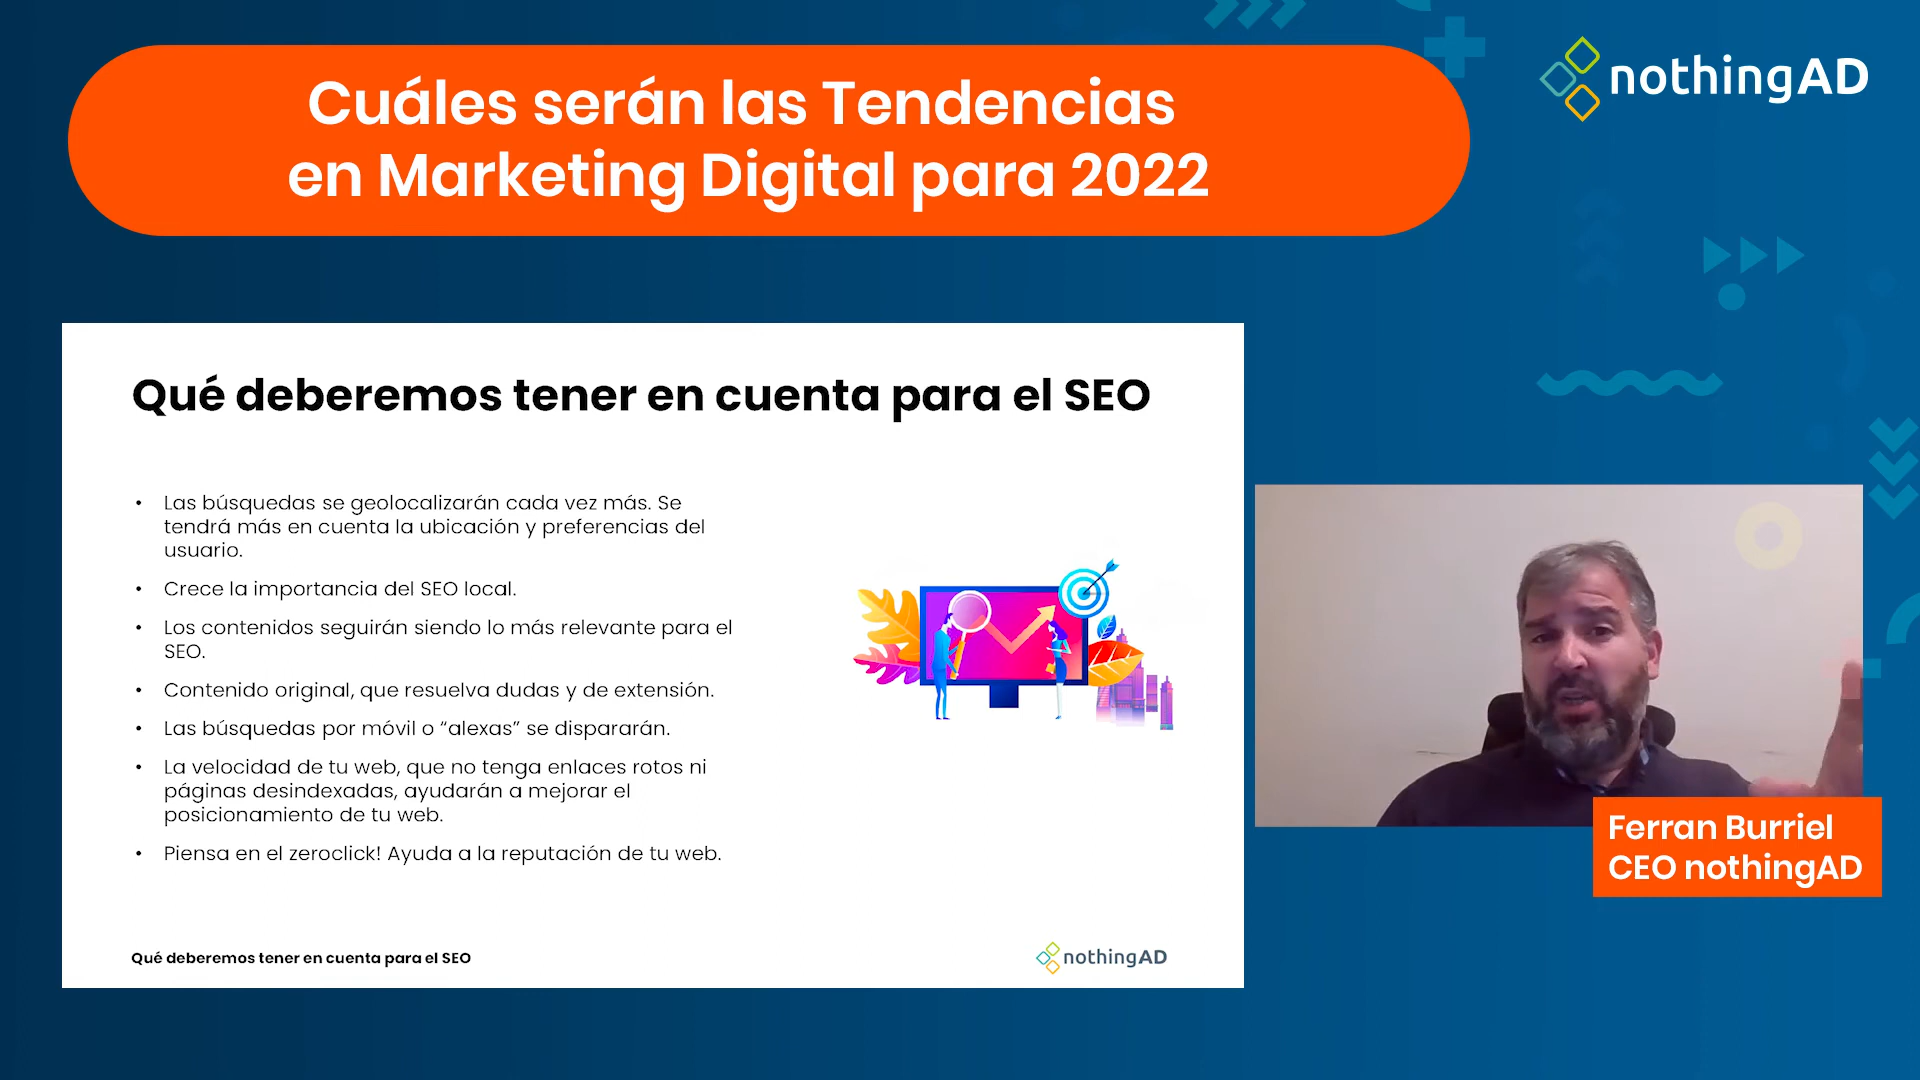 Cuáles serán las Tendencias
en Marketing Digital para 2022
nothingAD
Qué deberemos tener en cuenta para el SEO
• Las búsquedas se geolocalizarán cada vez más. Se
tendrá más en cuenta la ubicación y preferencias del
usuario.
• Crece la importancia del SEO local.
• Los contenidos seguirán siendo lo más relevante para el
SEO.
• Contenido original, que resuelva dudas y de extensión.
• Las búsquedas por móvil o “alexas” se dispararán.
• La velocidad de tu web, que no tenga enlaces rotos ni
páginas desindexadas, ayudarán a mejorar el
posicionamiento de tu web.
• Piensa en el zeroclick! Ayuda a la reputación de tu web.
Qué deberemos tener en cuenta para el SEO
nothingAD
Ferran Burriel
CEO nothingAD